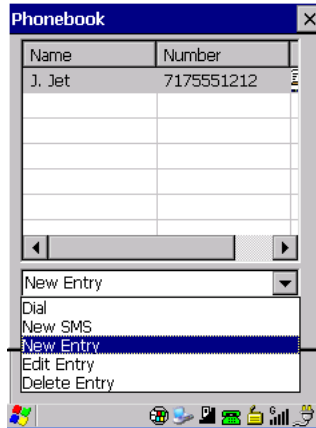 Phonebook
Name Number
J. Jet 7175551212
New Entry
Dial
New SMS
New Entry
Edit Entry
Delete Entry
G